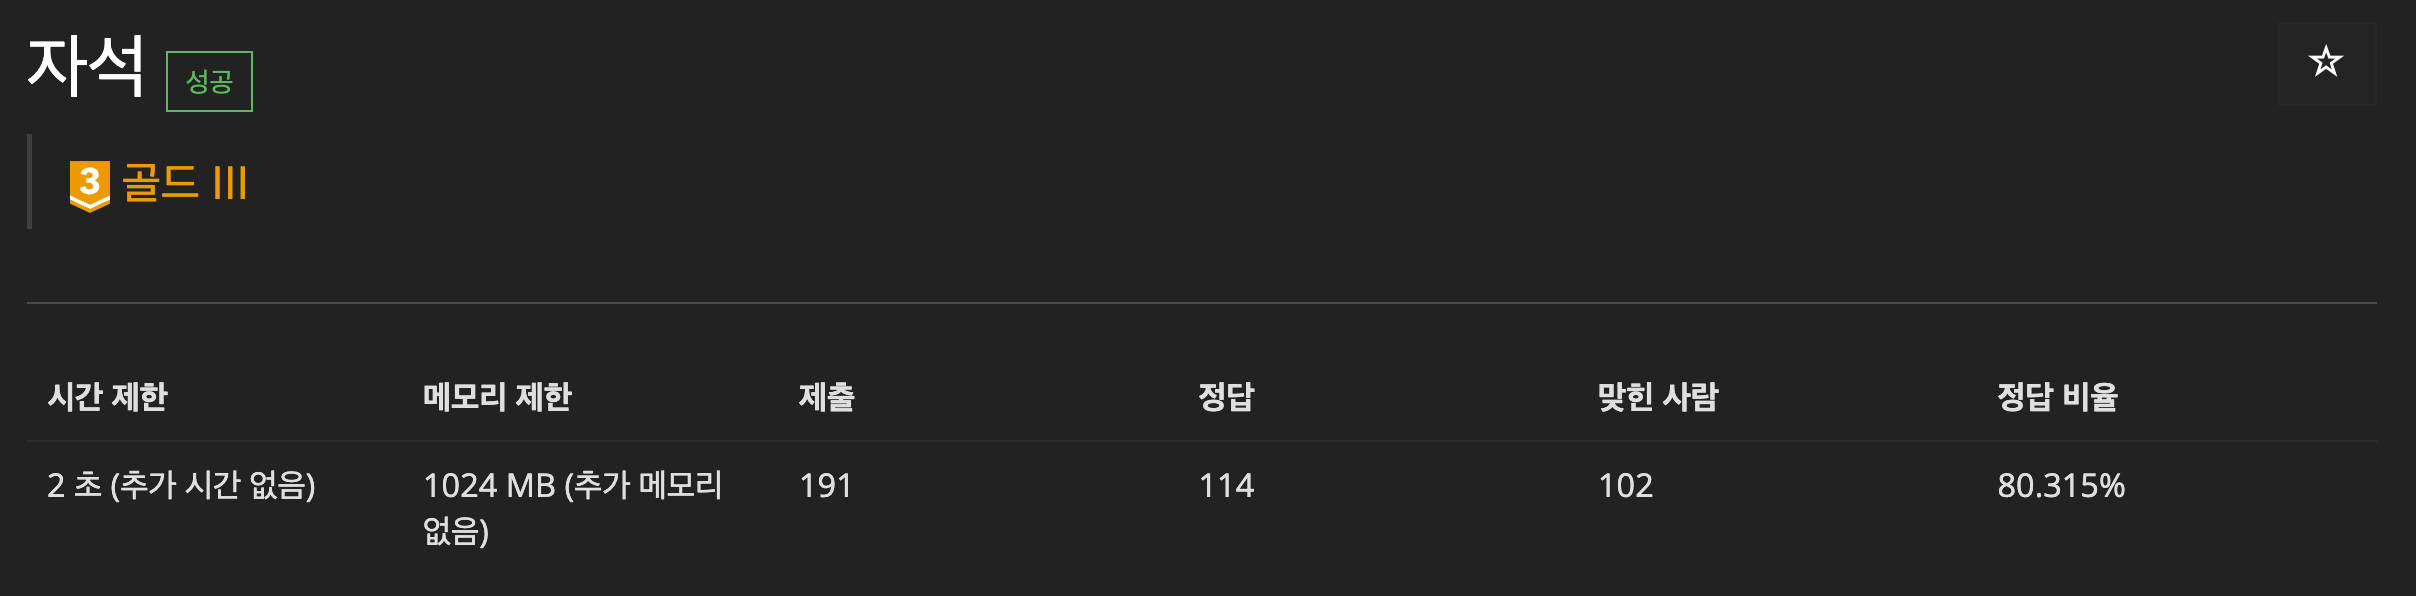 자석 성공
3 골드 III
시간 제한 메모리 제한 제출 정답 맞힌 사람 정답 비율
2 초 (추가 시간 없음) 1024 MB (추가 메모리 191 114 102 80.315%
없음)